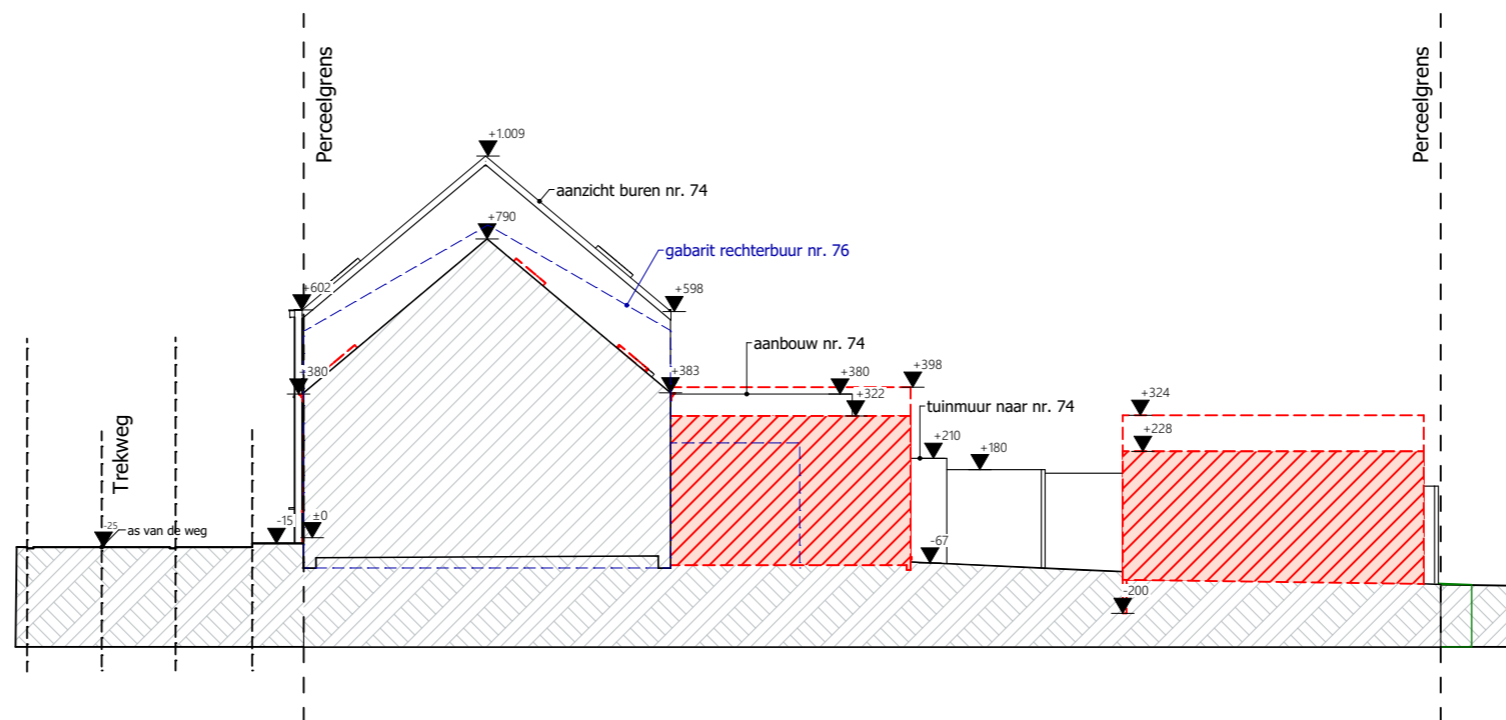 Perceelgrens
Perceelgrens
+1.009
aanzicht buren nr. 74
+790
gabarit rechterbuur nr. 76
+602
+598
aanbouw nr. 74
+380
+383
+380
+398
+322
+324
tuinmuur naar nr. 74
+210
+180
+228
Trekweg
-25
as van de weg
-15
±0
-67
-200